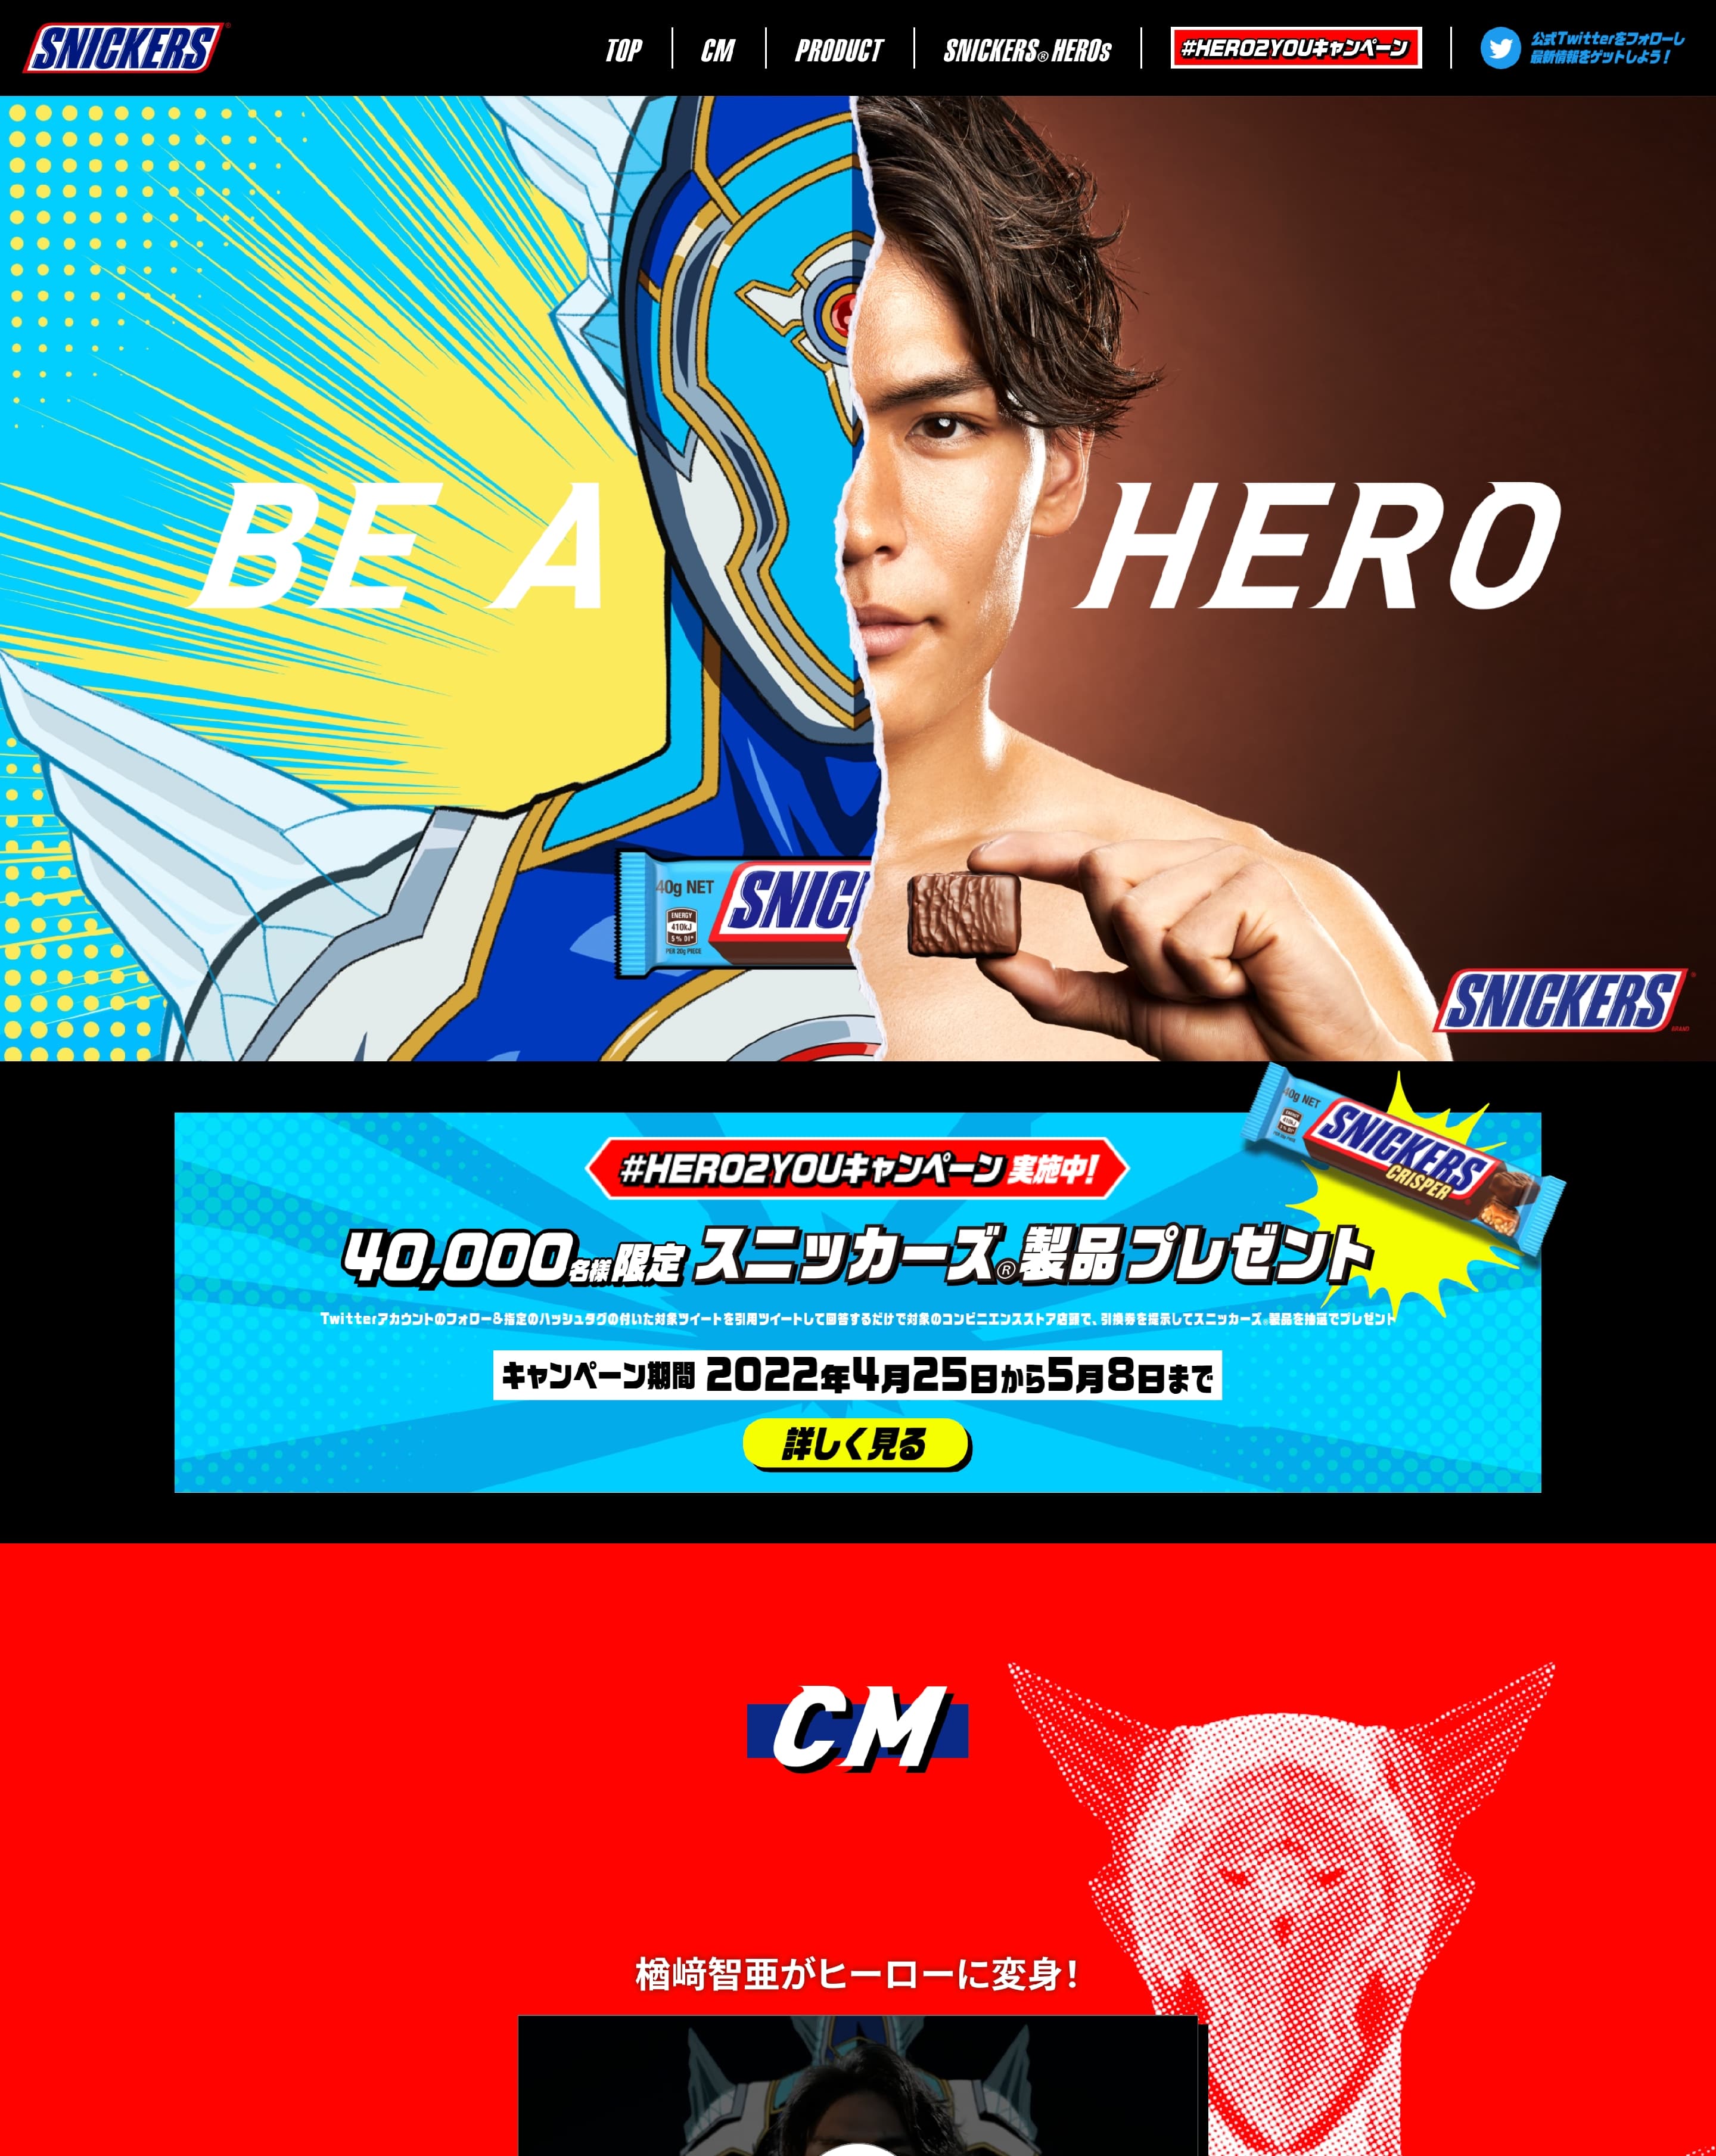 SNICKERS®
TOP
CM
PRODUCT
SNICKERS® HEROs
#HERO2YOUキャンペーン
公式Twitterをフォローし
最新情報をゲットしよう!
BE A HERO
40g NET
SNIC
ENERGY
410kJ
5% DI*
PER 20g PIECE
SNICKERS®
BRAND
40g NET
SNICKERS
CRISPER
#HERO2YOUキャンペーン 実施中!
40,000名様限定 スニッカーズ®製品プレゼント
Twitterアカウントのフォロー&指定のハッシュタグの付いた対象ツイートを引用ツイートして回答するだけで対象のコンビニエンスストア店頭で、引換券を提示してスニッカーズ®製品を抽選でプレゼント
キャンペーン期間 2022年4月25日から5月8日まで
詳しく見る
CM
楢﨑智亜がヒーローに変身!